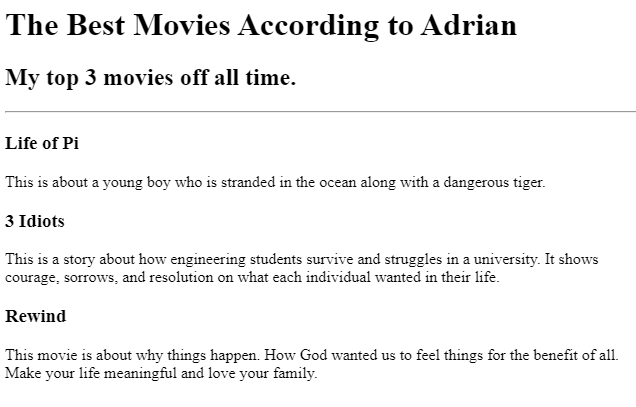 The Best Movies According to Adrian
My top 3 movies off all time.
Life of Pi
This is about a young boy who is stranded in the ocean along with a dangerous tiger.
3 Idiots
This is a story about how engineering students survive and struggles in a university. It shows
courage, sorrows, and resolution on what each individual wanted in their life.
Rewind
This movie is about why things happen. How God wanted us to feel things for the benefit of all.
Make your life meaningful and love your family.